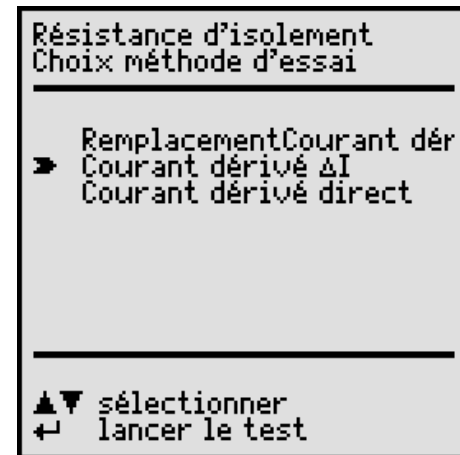 Résistance d'isolement
Choix méthode d'essai
RemplacementCourant dér
Courant dérivé ΔI
Courant dérivé direct
▲▼ sélectionner
↵ lancer le test